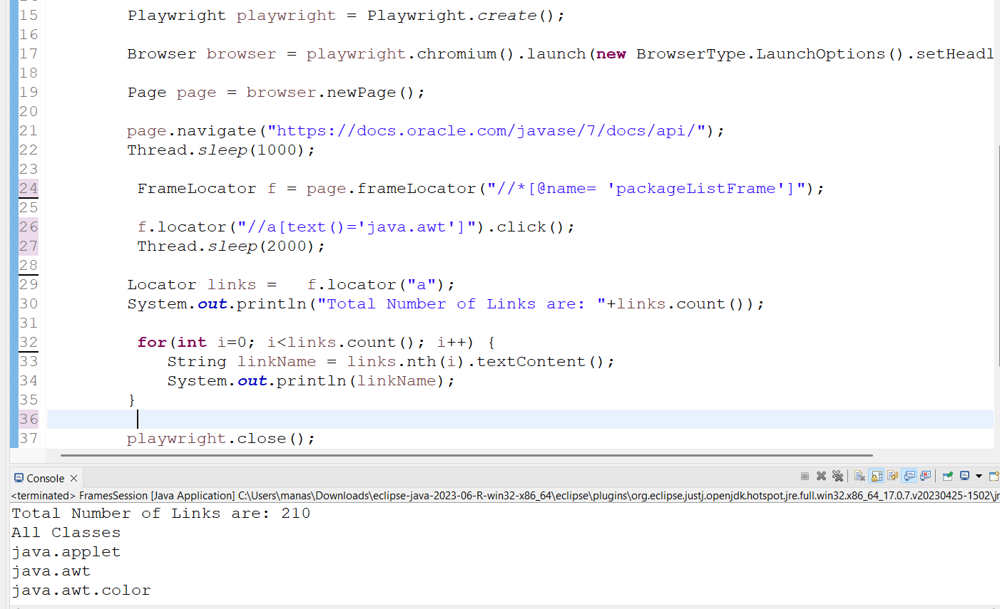 15 Playwright playwright = Playwright.create();
16
17 Browser browser = playwright.chromium().launch(new BrowserType.LaunchOptions().setHeadl
18
19 Page page = browser.newPage();
20
21 page.navigate("https://docs.oracle.com/javase/7/docs/api/");
22 Thread.sleep(1000);
23
24 FrameLocator f = page.frameLocator("//*[@name= 'packageListFrame']");
25
26 f.locator("//a[text()='java.awt']").click();
27 Thread.sleep(2000);
28
29 Locator links =   f.locator("a");
30 System.out.println("Total Number of Links are: "+links.count());
31
32 for(int i=0; i<links.count(); i++) {
33 String linkName = links.nth(i).textContent();
34 System.out.println(linkName);
35 }
36
37 playwright.close();
Console
<terminated> FramesSession [Java Application] C:\Users\manas\Downloads\eclipse-java-2023-06-R-win32-x86_64\eclipse\plugins\org.eclipse.justj.openjdk.hotspot.jre.full.win32.x86_64_17.0.7.v20230425-1502\jr
Total Number of Links are: 210
All Classes
java.applet
java.awt
java.awt.color